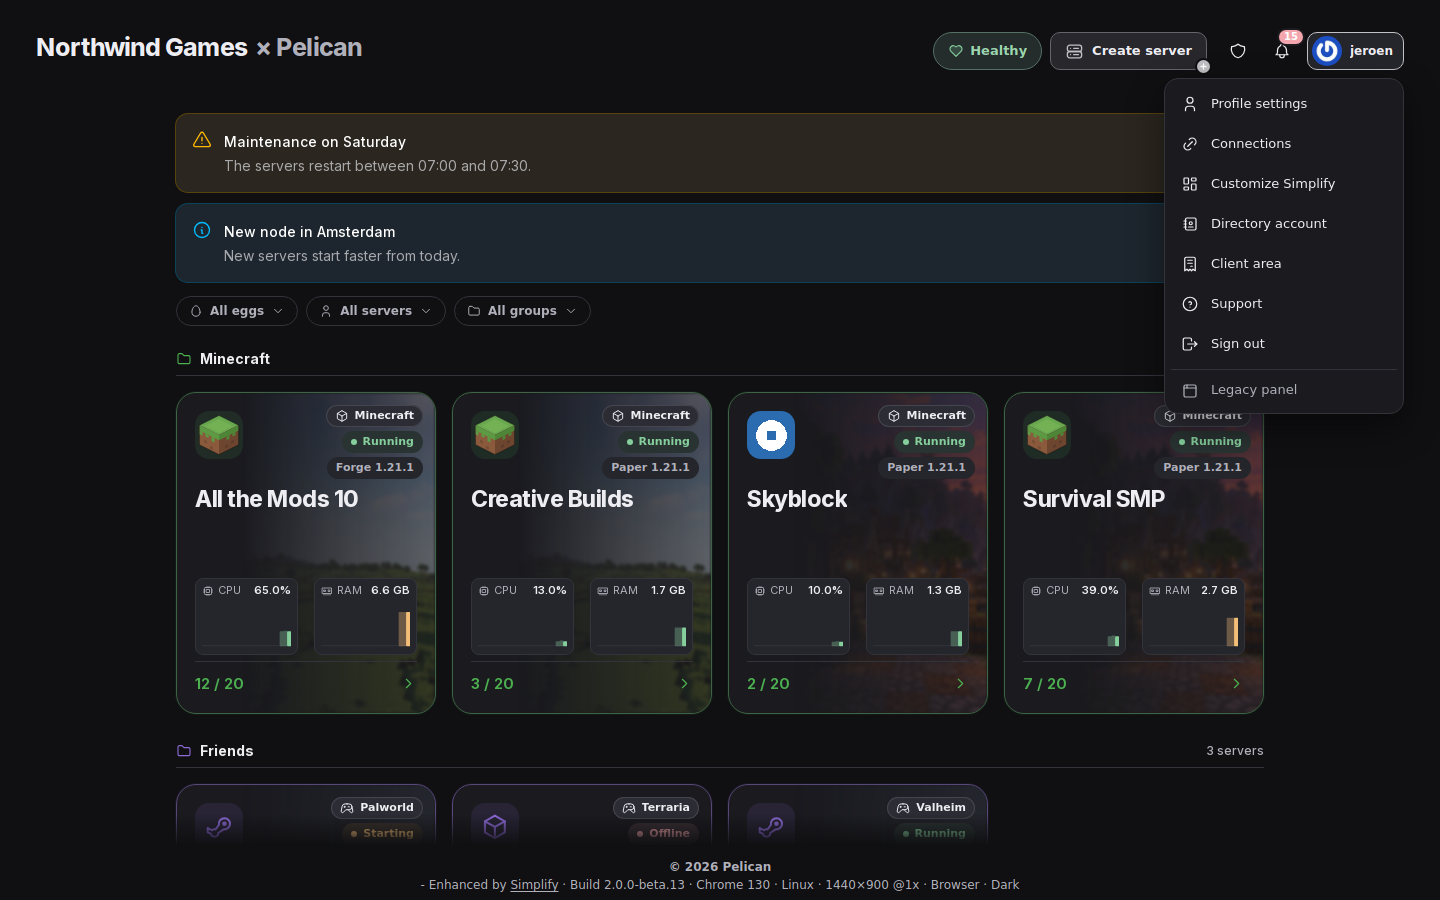 Northwind Games × Pelican
Healthy
Create server
15
jeroen
Profile settings
Connections
Customize Simplify
Directory account
Client area
Support
Sign out
Legacy panel
Maintenance on Saturday
The servers restart between 07:00 and 07:30.
New node in Amsterdam
New servers start faster from today.
All eggs
All servers
All groups
Minecraft
Minecraft
Running
Forge 1.21.1
All the Mods 10
CPU 65.0%
RAM 6.6 GB
12 / 20
Minecraft
Running
Paper 1.21.1
Creative Builds
CPU 13.0%
RAM 1.7 GB
3 / 20
Minecraft
Running
Paper 1.21.1
Skyblock
CPU 10.0%
RAM 1.3 GB
2 / 20
Minecraft
Running
Paper 1.21.1
Survival SMP
CPU 39.0%
RAM 2.7 GB
7 / 20
Friends
3 servers
Palworld
Starting
Terraria
Offline
Valheim
Running
© 2026 Pelican
- Enhanced by Simplify · Build 2.0.0-beta.13 · Chrome 130 · Linux · 1440×900 @1x · Browser · Dark